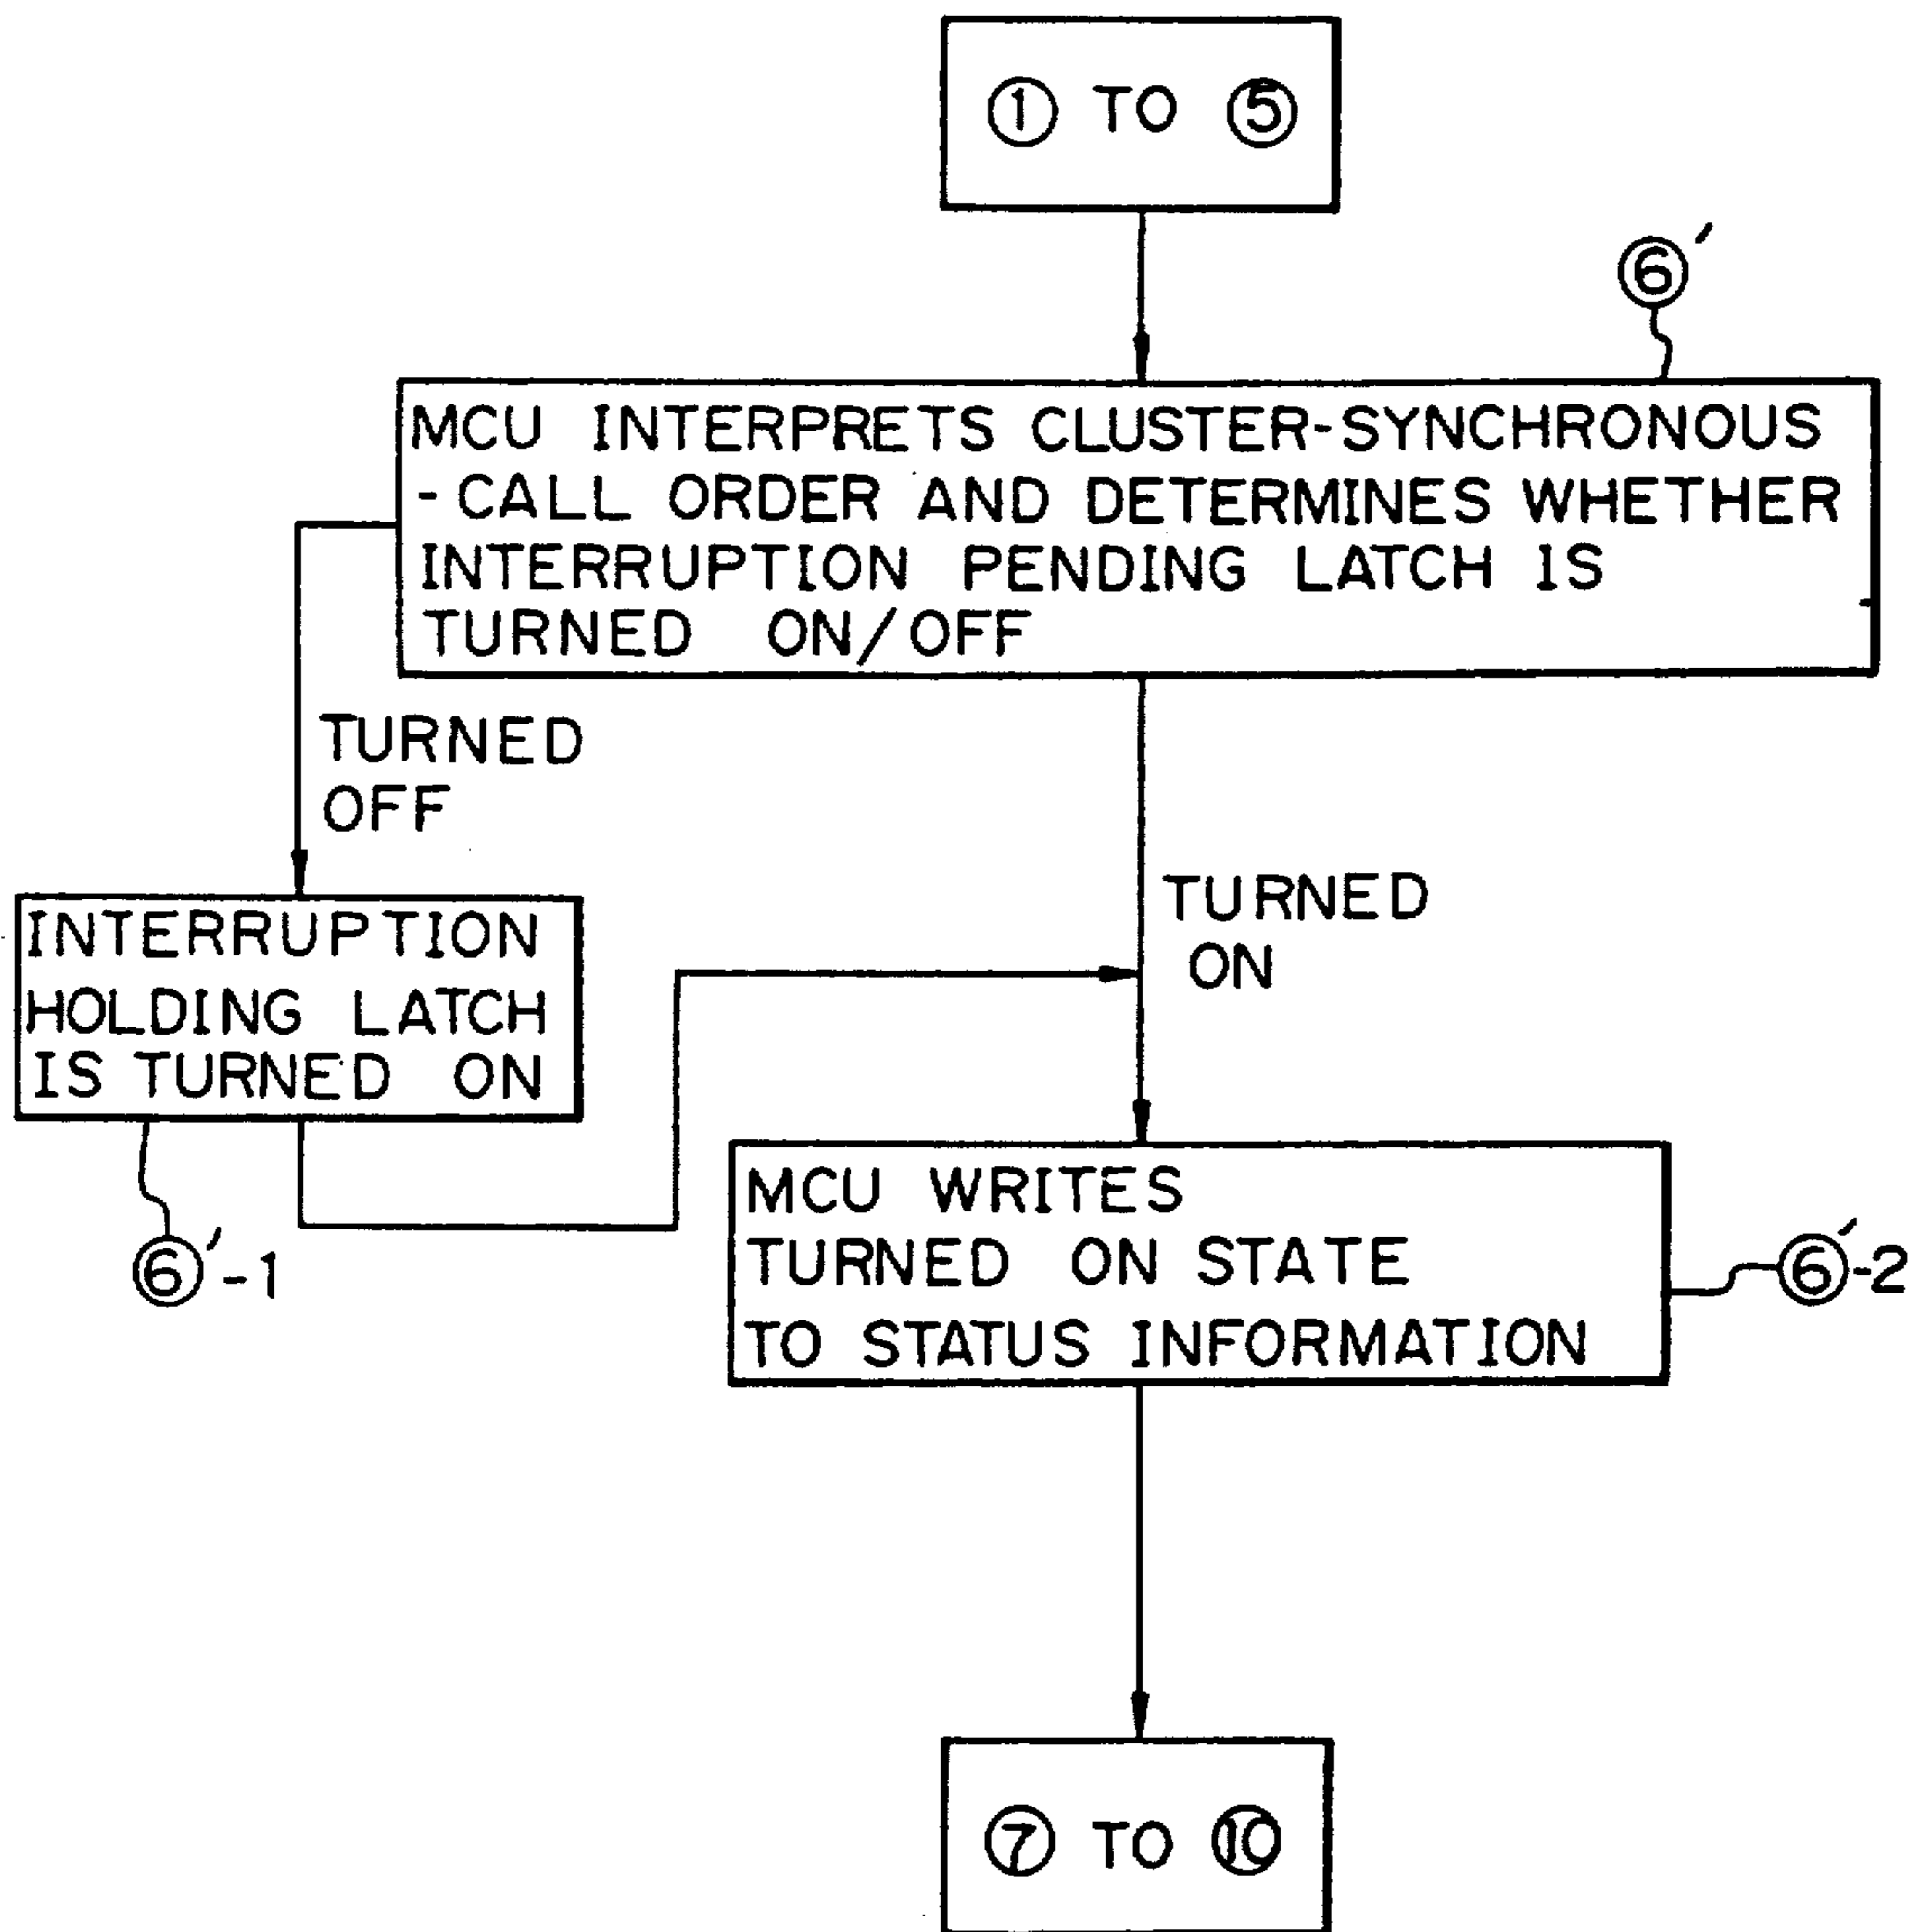 ① TO ⑤
⑥′
MCU INTERPRETS CLUSTER-SYNCHRONOUS
-CALL ORDER AND DETERMINES WHETHER
INTERRUPTION PENDING LATCH IS
TURNED ON/OFF
TURNED
OFF
TURNED
ON
INTERRUPTION
HOLDING LATCH
IS TURNED ON
⑥′-1
MCU WRITES
TURNED ON STATE
TO STATUS INFORMATION
⑥′-2
⑦ TO ⑩